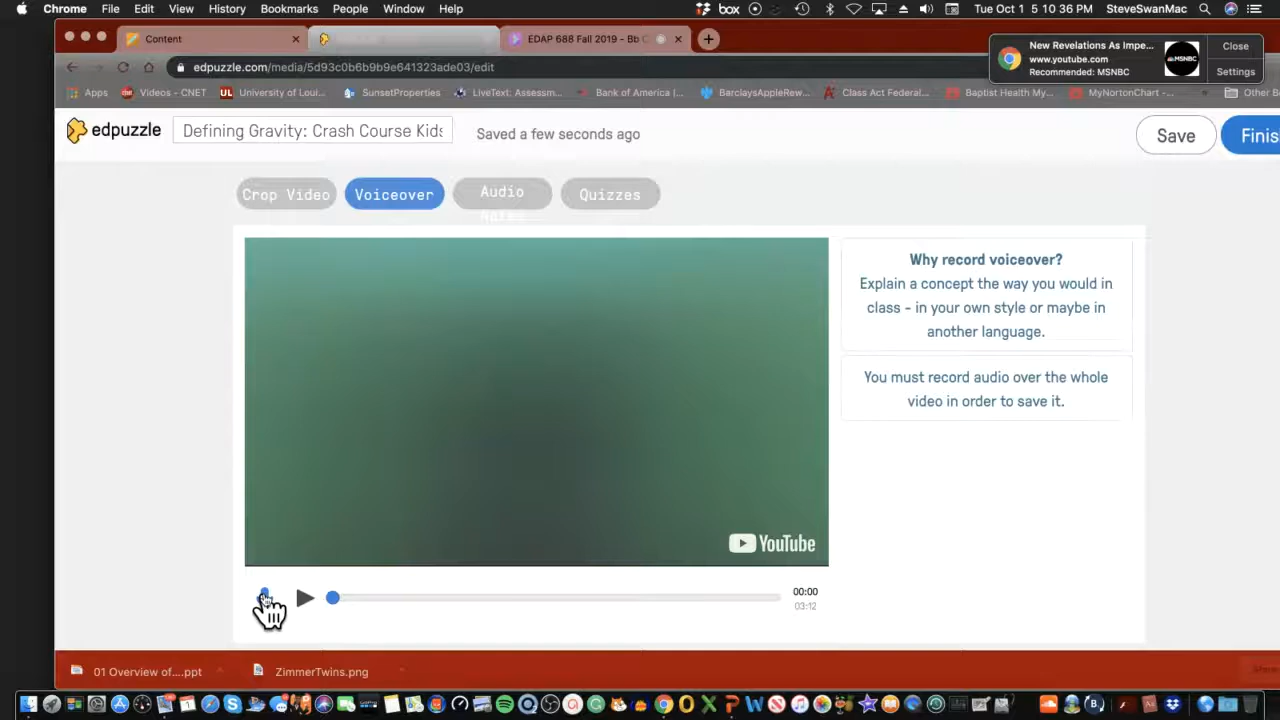 Chrome File Edit View History Bookmarks People Window Help box Tue Oct 1 5:10:36 PM SteveSwanMac
Content EDAP 688 Fall 2019 - Bb C
New Revelations As Impe...
www.youtube.com
Recommended: MSNBC
MSNBC
Close
Settings
edpuzzle.com/media/5d93c0b6b9b9e641323ade03/edit
Apps Videos - CNET University of Loui... SunsetProperties LiveText: Assessm... Bank of America |... BarclaysAppleRew... Class Act Federal... Baptist Health My... MyNortonChart -... Other B
edpuzzle Defining Gravity: Crash Course Kids Saved a few seconds ago Save Finis
Crop Video Voiceover Audio Quizzes
Why record voiceover?
Explain a concept the way you would in
class - in your own style or maybe in
another language.
You must record audio over the whole
video in order to save it.
YouTube
00:00
03:12
01 Overview of....ppt ZimmerTwins.png